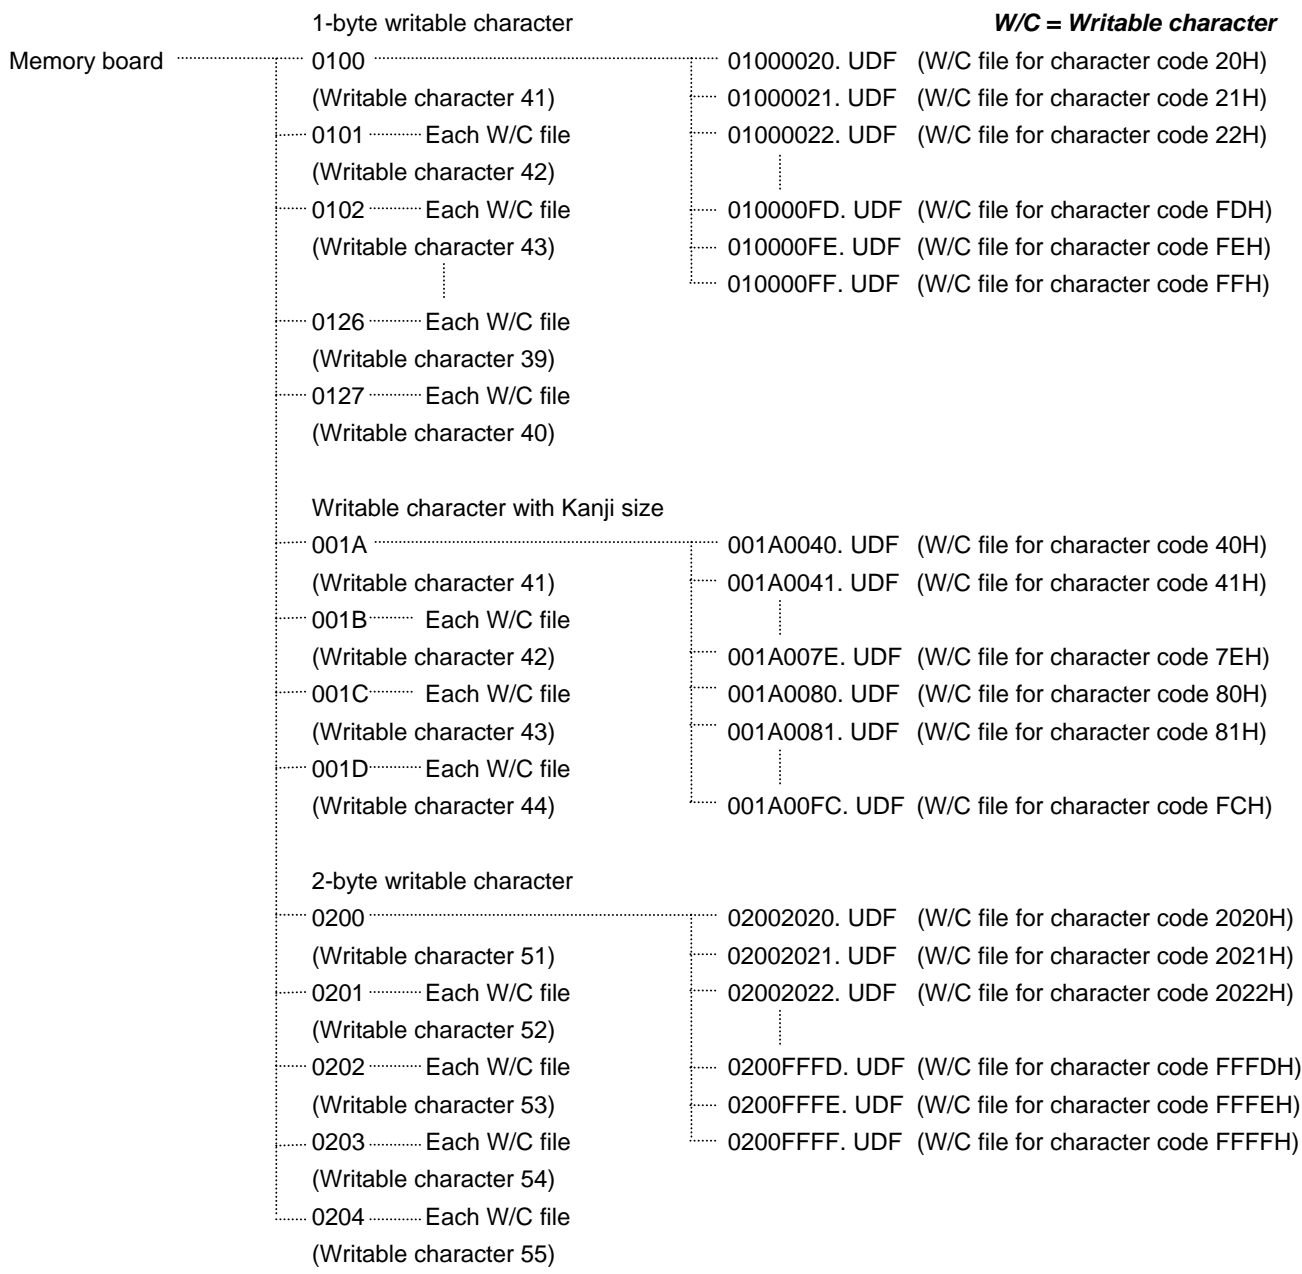 1-byte writable character W/C = Writable character
Memory board 0100 01000020. UDF (W/C file for character code 20H)
(Writable character 41) 01000021. UDF (W/C file for character code 21H)
0101 Each W/C file 01000022. UDF (W/C file for character code 22H)
(Writable character 42)
0102 Each W/C file 010000FD. UDF (W/C file for character code FDH)
(Writable character 43) 010000FE. UDF (W/C file for character code FEH)
010000FF. UDF (W/C file for character code FFH)
0126 Each W/C file
(Writable character 39)
0127 Each W/C file
(Writable character 40)
Writable character with Kanji size
001A 001A0040. UDF (W/C file for character code 40H)
(Writable character 41) 001A0041. UDF (W/C file for character code 41H)
001B Each W/C file
(Writable character 42) 001A007E. UDF (W/C file for character code 7EH)
001C Each W/C file 001A0080. UDF (W/C file for character code 80H)
(Writable character 43) 001A0081. UDF (W/C file for character code 81H)
001D Each W/C file
(Writable character 44) 001A00FC. UDF (W/C file for character code FCH)
2-byte writable character
0200 02002020. UDF (W/C file for character code 2020H)
(Writable character 51) 02002021. UDF (W/C file for character code 2021H)
0201 Each W/C file 02002022. UDF (W/C file for character code 2022H)
(Writable character 52)
0202 Each W/C file 0200FFFD. UDF (W/C file for character code FFFDH)
(Writable character 53) 0200FFFE. UDF (W/C file for character code FFFEH)
0203 Each W/C file 0200FFFF. UDF (W/C file for character code FFFFH)
(Writable character 54)
0204 Each W/C file
(Writable character 55)